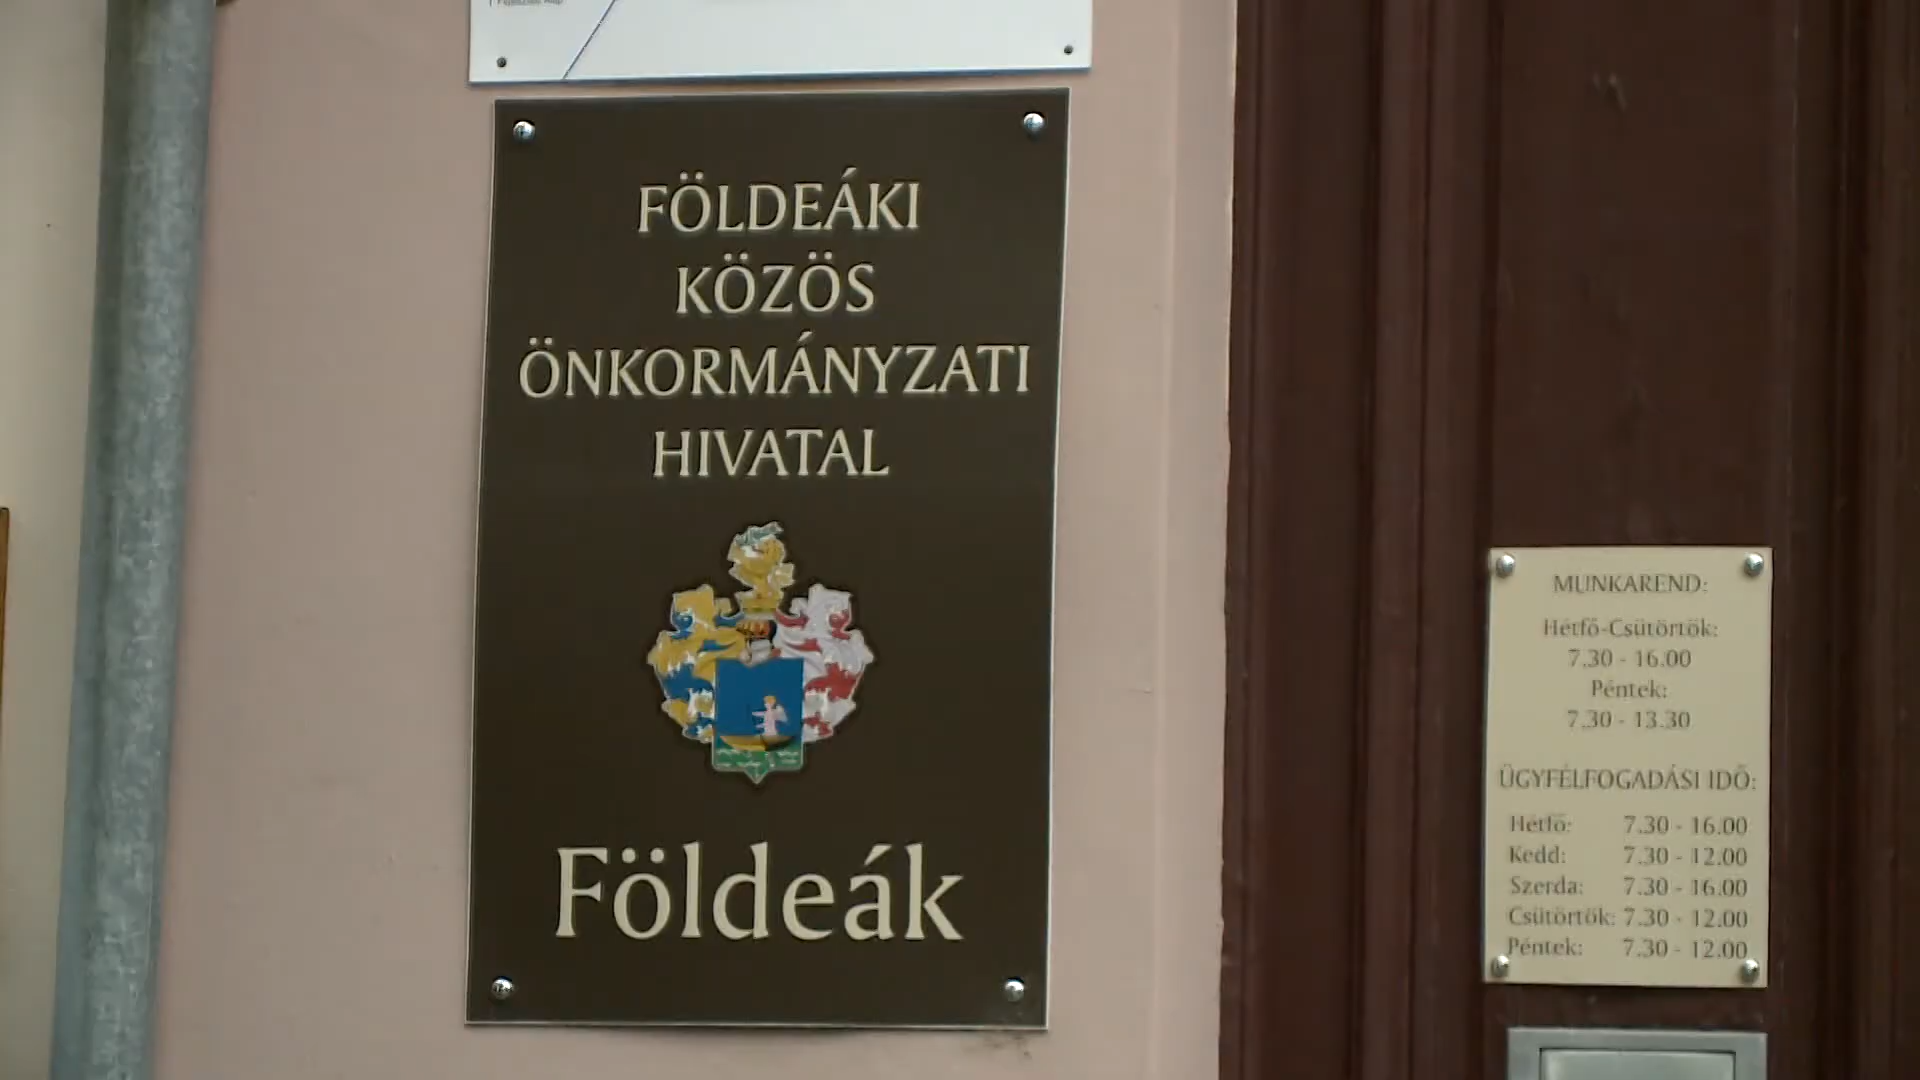 FÖLDEÁKI
KÖZÖS
ÖNKORMÁNYZATI
HIVATAL
Földeák
MUNKAREND:
Hétfő-Csütörtök:
7.30 - 16.00
Péntek:
7.30 - 13.30
ÜGYFÉLFOGADÁSI IDŐ:
Hétfő: 7.30 - 16.00
Kedd: 7.30 - 12.00
Szerda: 7.30 - 16.00
Csütörtök: 7.30 - 12.00
Péntek: 7.30 - 12.00